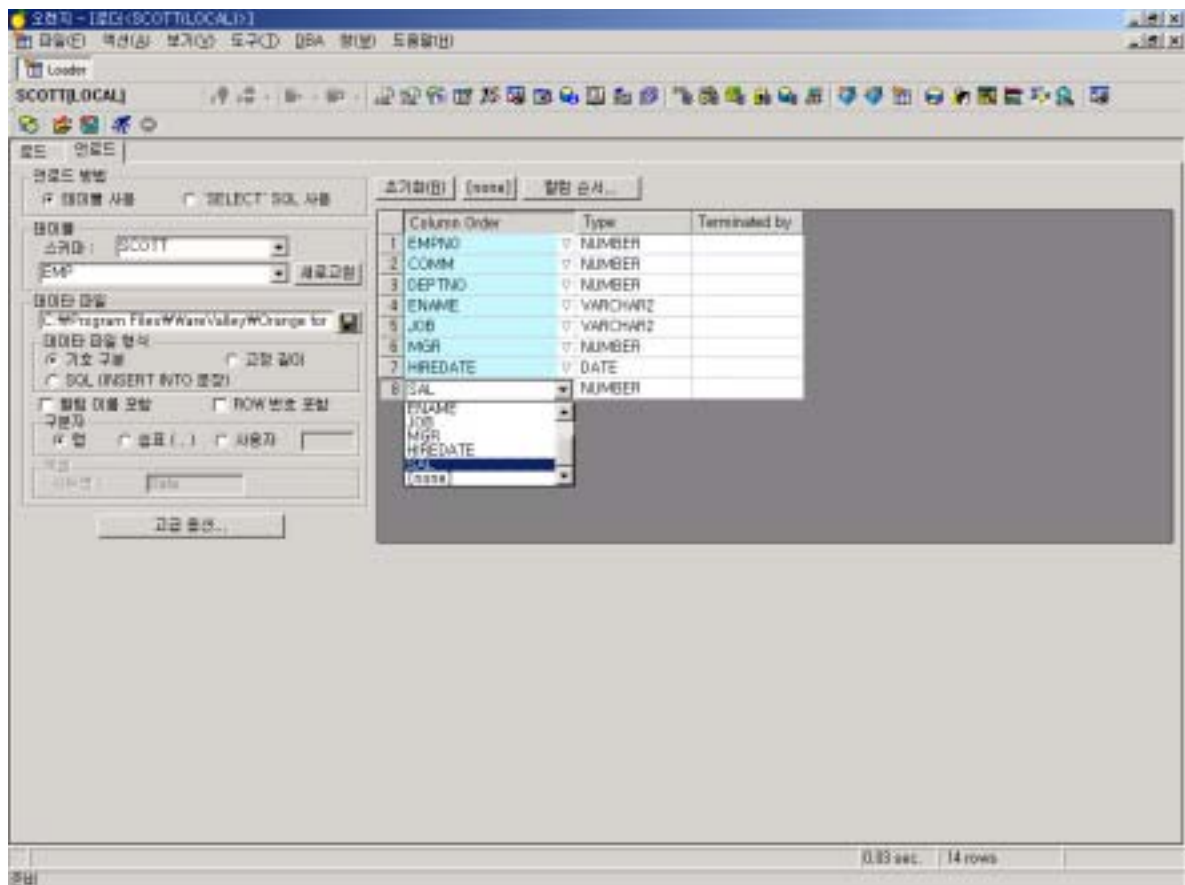 오렌지 - [로더<SCOTT(LOCAL)>]
파일(F) 액션(A) 보기(V) 도구(T) DBA 창(W) 도움말(H)
Loader
SCOTT(LOCAL)
로드 언로드
언로드 방법
테이블 사용 'SELECT' SQL 사용
테이블
스키마 : SCOTT
EMP 새로고침
데이타 파일
C:₩Program Files₩WareValley₩Orange for
데이타 파일 형식
기호 구분 고정 길이
SQL (INSERT INTO 문장)
컬럼 이름 포함 ROW 번호 포함
구분자
탭 쉼표 ( , ) 사용자
고급 옵션...
초기화(B) [none] 컬럼 순서...
Column Order Type Terminated by
1 EMPNO NUMBER
2 COMM NUMBER
3 DEPTNO NUMBER
4 ENAME VARCHAR2
5 JOB VARCHAR2
6 MGR NUMBER
7 HIREDATE DATE
8 SAL NUMBER
ENAME
JOB
MGR
HIREDATE
SAL
[none]
0.03 sec. 14 rows
준비